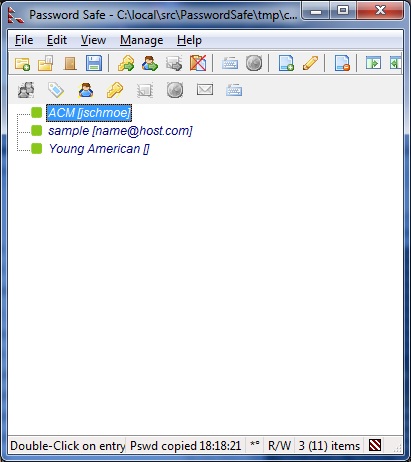 Password Safe - C:\local\src\PasswordSafe\tmp\c...
File Edit View Manage Help
ACM [jschmoe]
sample [name@host.com]
Young American []
Double-Click on entry Pswd copied 18:18:21 *° R/W 3 (11) items